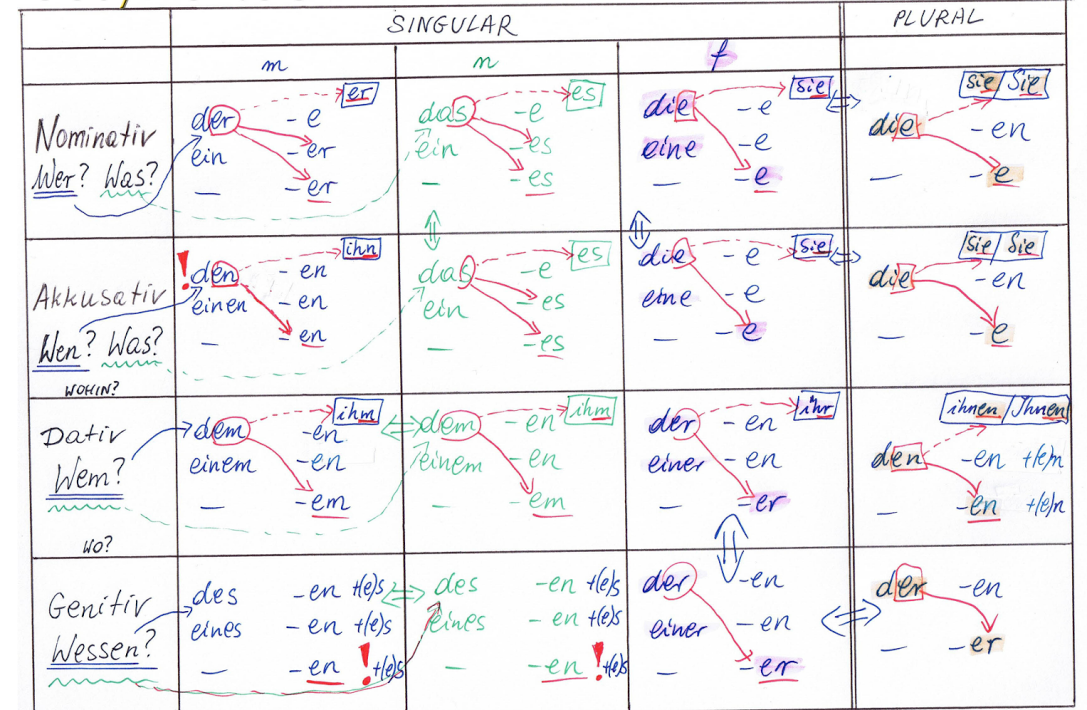 SINGULAR PLURAL
m n f
Nominativ
Wer? Was?
der -e er
ein -er
— -er
das -e es
ein -es
— -es
die -e sie
eine -e
— -e
sie/Sie
die -en
— -e
Akkusativ
Wen? Was?
WOHIN?
! den -en ihn
einen -en
— -en
das -e es
ein -es
— -es
die -e sie
eine -e
— -e
sie/Sie
die -en
— -e
Dativ
Wem?
WO?
dem -en ihm
einem -en
— -em
dem -en ihm
einem -en
— -em
der -en ihr
einer -en
— -er
ihnen/Ihnen
den -en +(e)n
— -en +(e)n
Genitiv
Wessen?
des -en +(e)s
eines -en +(e)s
— -en ! +(e)s
des -en +(e)s
eines -en +(e)s
— -en ! +(e)s
der -en
einer -en
— -er
der -en
— -er